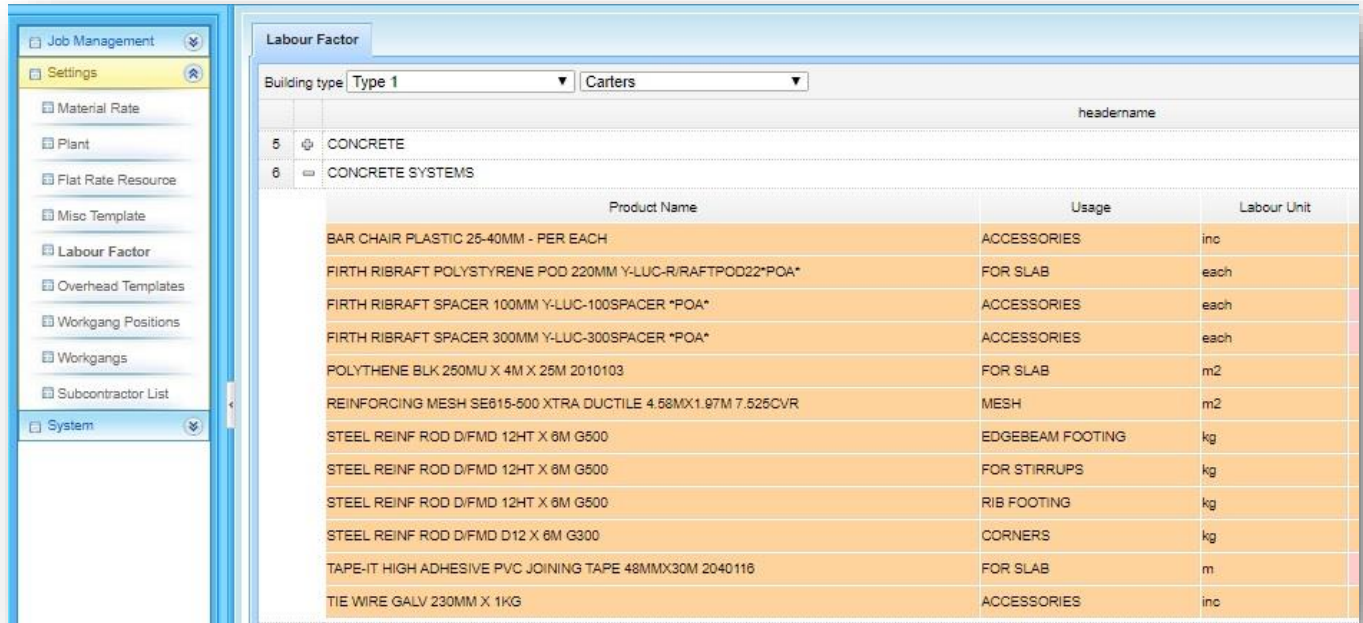 Job Management
Settings
Material Rate
Plant
Flat Rate Resource
Misc Template
Labour Factor
Overhead Templates
Workgang Positions
Workgangs
Subcontractor List
System
Labour Factor
Building type Type 1 Carters
headername
5 CONCRETE
6 CONCRETE SYSTEMS
Product Name Usage Labour Unit
BAR CHAIR PLASTIC 25-40MM - PER EACH ACCESSORIES inc
FIRTH RIBRAFT POLYSTYRENE POD 220MM Y-LUC-R/RAFTPOD22*POA* FOR SLAB each
FIRTH RIBRAFT SPACER 100MM Y-LUC-100SPACER *POA* ACCESSORIES each
FIRTH RIBRAFT SPACER 300MM Y-LUC-300SPACER *POA* ACCESSORIES each
POLYTHENE BLK 250MU X 4M X 25M 2010103 FOR SLAB m2
REINFORCING MESH SE615-500 XTRA DUCTILE 4.58MX1.97M 7.525CVR MESH m2
STEEL REINF ROD D/FMD 12HT X 6M G500 EDGEBEAM FOOTING kg
STEEL REINF ROD D/FMD 12HT X 6M G500 FOR STIRRUPS kg
STEEL REINF ROD D/FMD 12HT X 6M G500 RIB FOOTING kg
STEEL REINF ROD D/FMD D12 X 6M G300 CORNERS kg
TAPE-IT HIGH ADHESIVE PVC JOINING TAPE 48MMX30M 2040116 FOR SLAB m
TIE WIRE GALV 230MM X 1KG ACCESSORIES inc